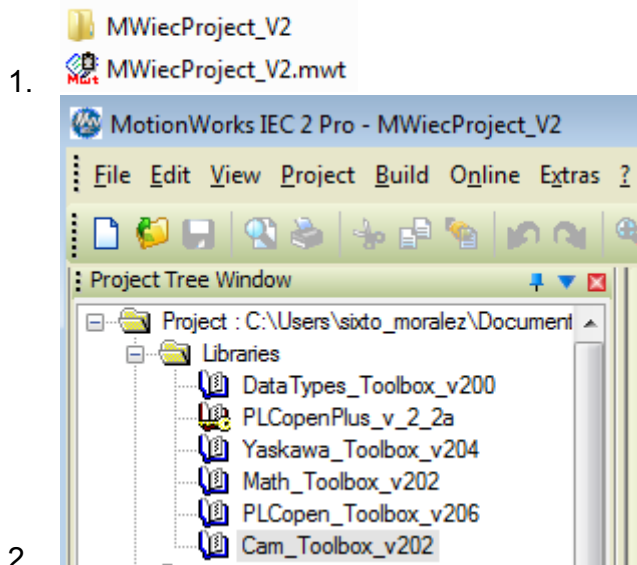 MWiecProject_V2
1. MWiecProject_V2.mwt
MotionWorks IEC 2 Pro - MWiecProject_V2
File Edit View Project Build Online Extras ?
Project Tree Window
Project : C:\Users\sixto_moralez\Document
Libraries
DataTypes_Toolbox_v200
PLCopenPlus_v_2_2a
Yaskawa_Toolbox_v204
Math_Toolbox_v202
PLCopen_Toolbox_v206
2. Cam_Toolbox_v202